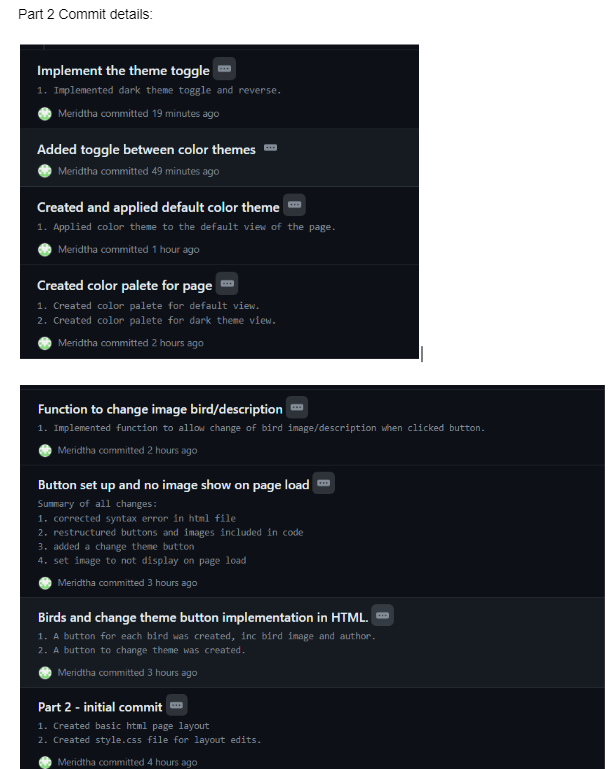 Part 2 Commit details:
Implement the theme toggle
1. Implemented dark theme toggle and reverse.
Meridtha committed 19 minutes ago
Added toggle between color themes
Meridtha committed 49 minutes ago
Created and applied default color theme
1. Applied color theme to the default view of the page.
Meridtha committed 1 hour ago
Created color palete for page
1. Created color palete for default view.
2. Created color palete for dark theme view.
Meridtha committed 2 hours ago
Function to change image bird/description
1. Implemented function to allow change of bird image/description when clicked button.
Meridtha committed 2 hours ago
Button set up and no image show on page load
Summary of all changes:
1. corrected syntax error in html file
2. restructured buttons and images included in code
3. added a change theme button
4. set image to not display on page load
Meridtha committed 3 hours ago
Birds and change theme button implementation in HTML.
1. A button for each bird was created, inc bird image and author.
2. A button to change theme was created.
Meridtha committed 3 hours ago
Part 2 - initial commit
1. Created basic html page layout
2. Created style.css file for layout edits.
Meridtha committed 4 hours ago